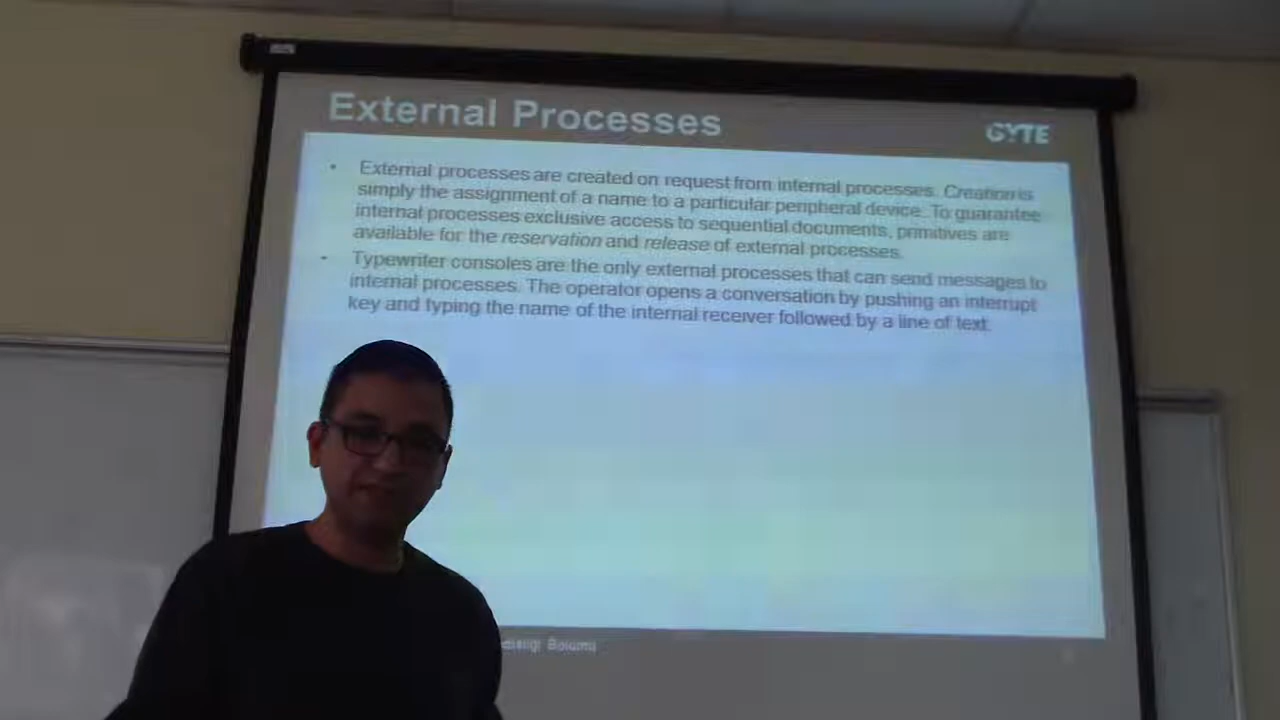 External Processes
GYTE
• External processes are created on request from internal processes. Creation is
simply the assignment of a name to a particular peripheral device. To guarantee
internal processes exclusive access to sequential documents, primitives are
available for the reservation and release of external processes.
• Typewriter consoles are the only external processes that can send messages to
internal processes. The operator opens a conversation by pushing an interrupt
key and typing the name of the internal receiver followed by a line of text.